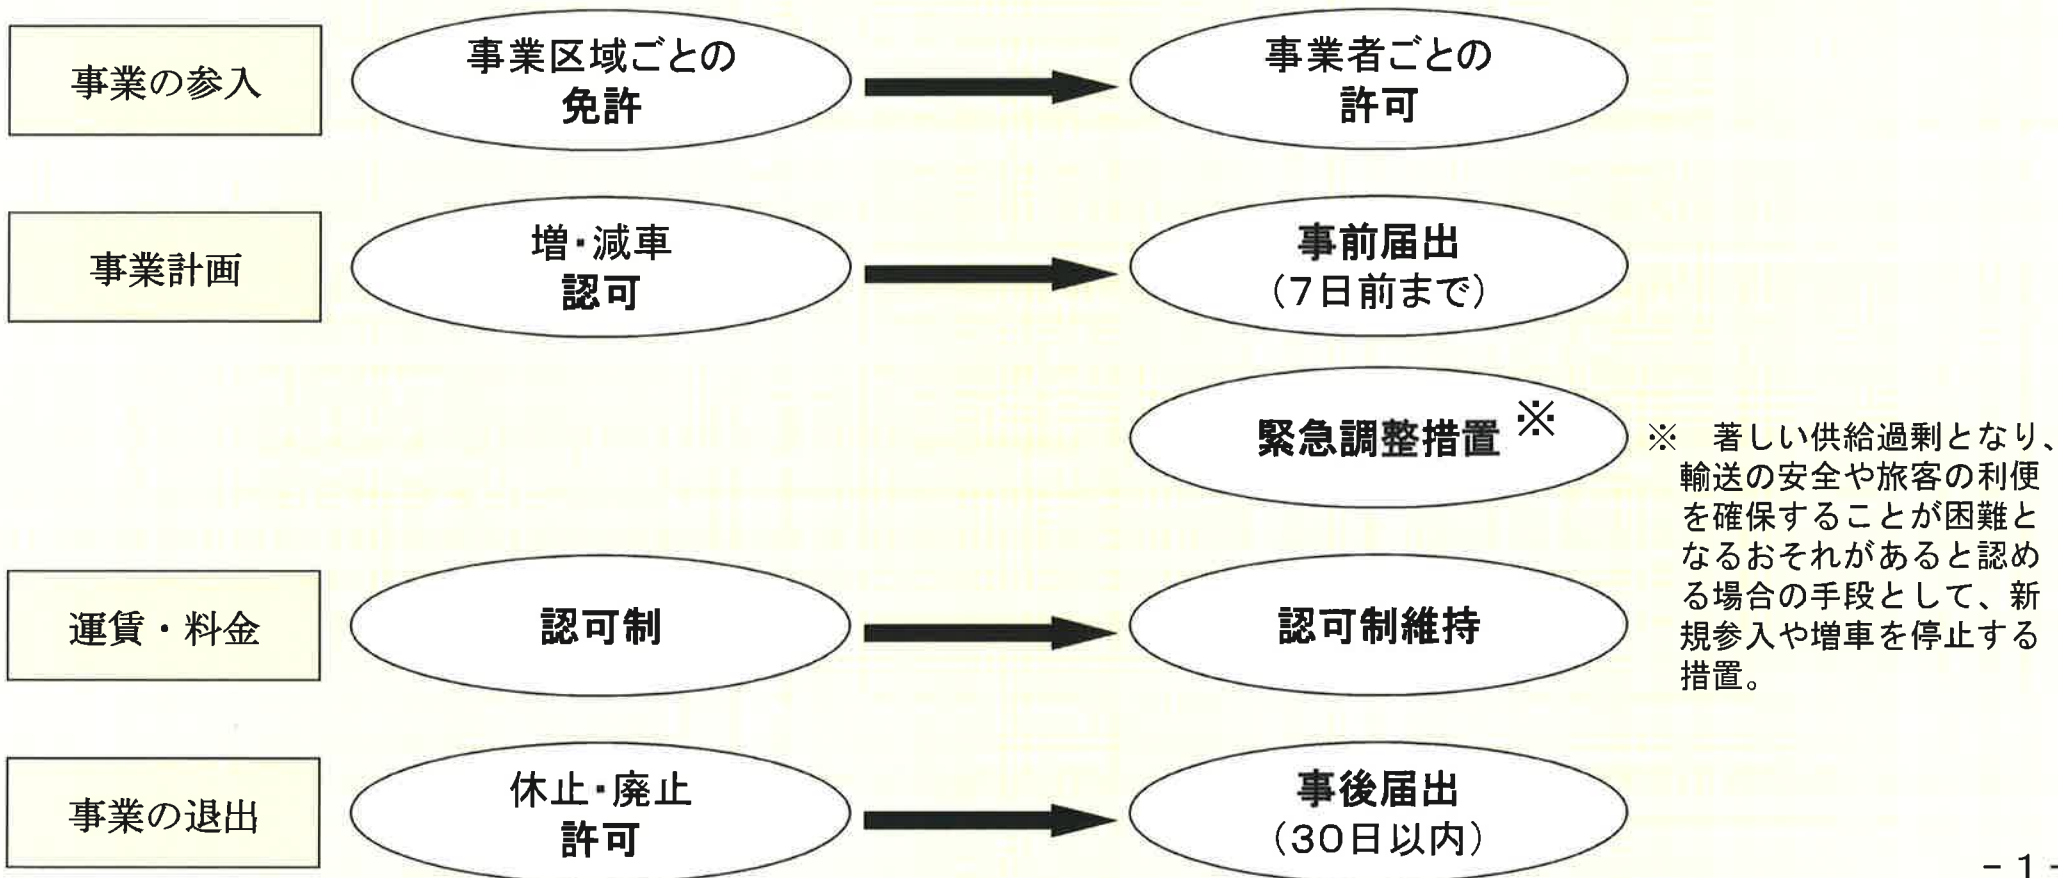 事業の参入
事業区域ごとの
免許
事業者ごとの
許可
事業計画
増・減車
認可
事前届出
（7日前まで）
緊急調整措置※
※　著しい供給過剰となり、
輸送の安全や旅客の利便
を確保することが困難と
なるおそれがあると認め
る場合の手段として、新
規参入や増車を停止する
措置。
運賃・料金
認可制
認可制維持
事業の退出
休止・廃止
許可
事後届出
（30日以内）
- 1 -